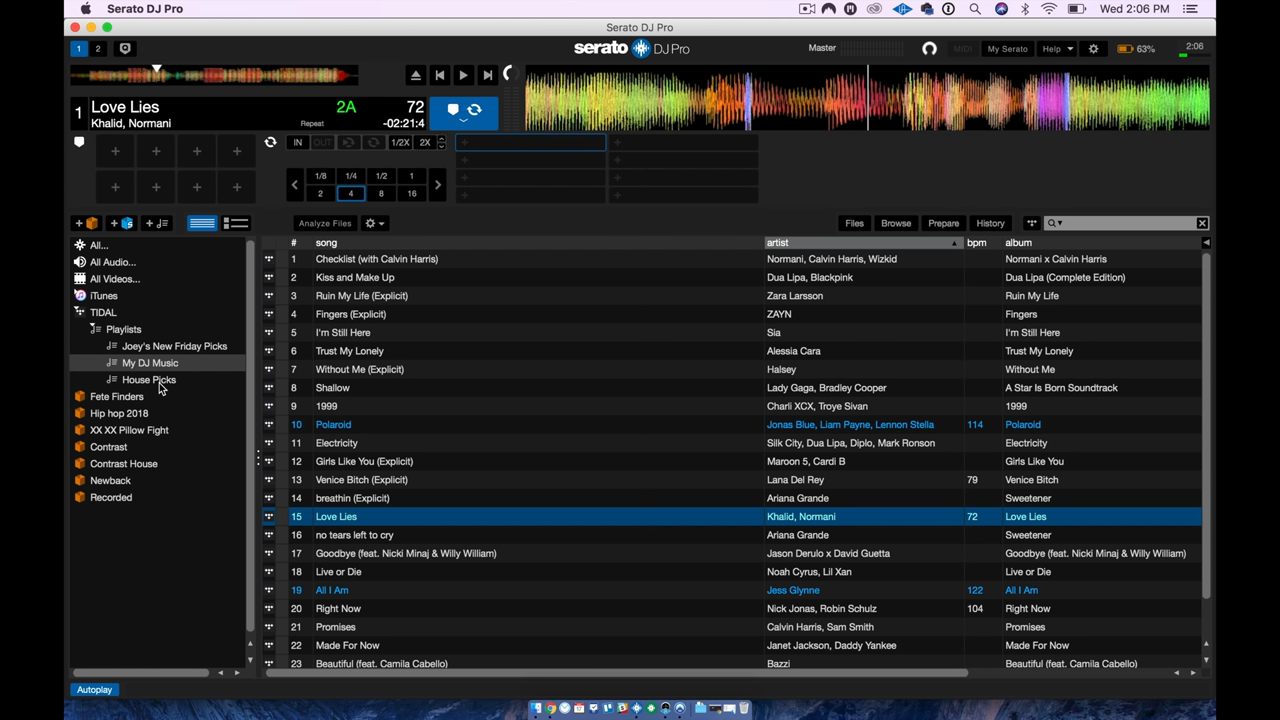 Serato DJ Pro
Wed 2:06 PM
Serato DJ Pro
1 2
serato DJ Pro
Master
MIDI
My Serato
Help
63%
2:06
1
Love Lies
Khalid, Normani
2A
Repeat
72
-02:21:4
IN OUT 1/2X 2X
1/8 1/4 1/2 1
2 4 8 16
Analyze Files
Files Browse Prepare History
All...
All Audio...
All Videos...
iTunes
TIDAL
Playlists
Joey's New Friday Picks
My DJ Music
House Picks
Fete Finders
Hip hop 2018
XX XX Pillow Fight
Contrast
Contrast House
Newback
Recorded
# song artist bpm album
1 Checklist (with Calvin Harris) Normani, Calvin Harris, Wizkid Normani x Calvin Harris
2 Kiss and Make Up Dua Lipa, Blackpink Dua Lipa (Complete Edition)
3 Ruin My Life (Explicit) Zara Larsson Ruin My Life
4 Fingers (Explicit) ZAYN Fingers
5 I'm Still Here Sia I'm Still Here
6 Trust My Lonely Alessia Cara Trust My Lonely
7 Without Me (Explicit) Halsey Without Me
8 Shallow Lady Gaga, Bradley Cooper A Star Is Born Soundtrack
9 1999 Charli XCX, Troye Sivan 1999
10 Polaroid Jonas Blue, Liam Payne, Lennon Stella 114 Polaroid
11 Electricity Silk City, Dua Lipa, Diplo, Mark Ronson Electricity
12 Girls Like You (Explicit) Maroon 5, Cardi B Girls Like You
13 Venice Bitch (Explicit) Lana Del Rey 79 Venice Bitch
14 breathin (Explicit) Ariana Grande Sweetener
15 Love Lies Khalid, Normani 72 Love Lies
16 no tears left to cry Ariana Grande Sweetener
17 Goodbye (feat. Nicki Minaj & Willy William) Jason Derulo x David Guetta Goodbye (feat. Nicki Minaj & Willy William)
18 Live or Die Noah Cyrus, Lil Xan Live or Die
19 All I Am Jess Glynne 122 All I Am
20 Right Now Nick Jonas, Robin Schulz 104 Right Now
21 Promises Calvin Harris, Sam Smith Promises
22 Made For Now Janet Jackson, Daddy Yankee Made For Now
23 Beautiful (feat. Camila Cabello) Bazzi Beautiful (feat. Camila Cabello)
Autoplay